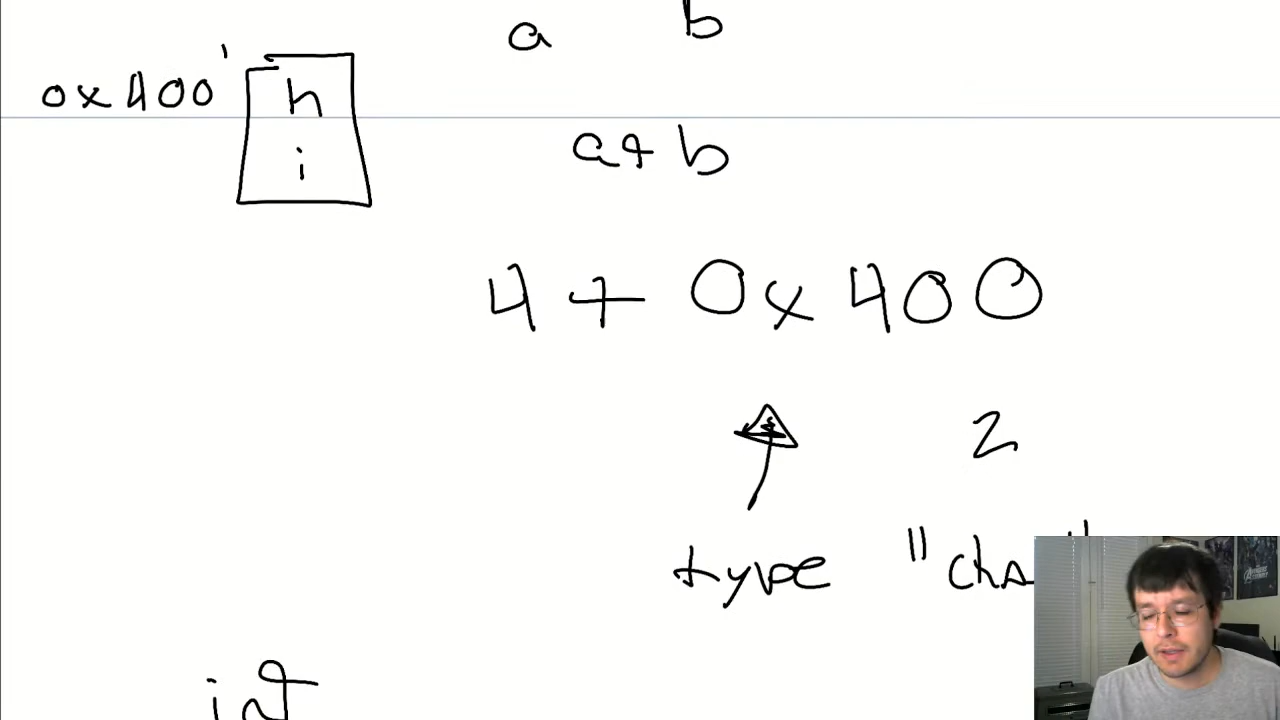 a b
0x400 h
i
a+b
4 + 0x400
2
type "cha
int